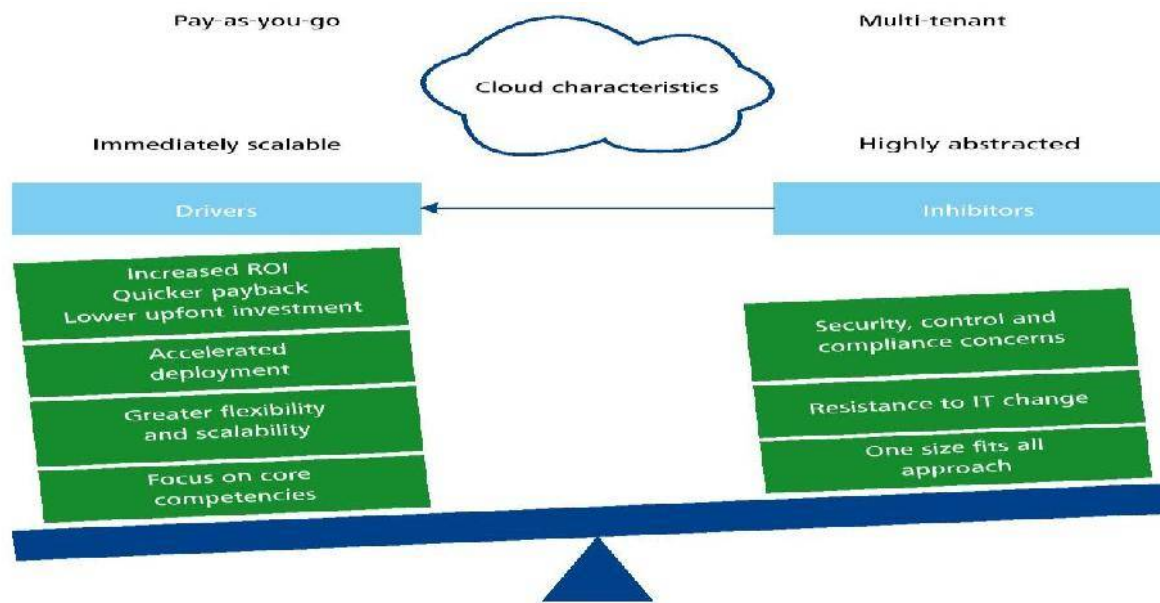 Pay-as-you-go
Multi-tenant
Cloud characteristics
Immediately scalable
Highly abstracted
Drivers
Inhibitors
Increased ROI
Quicker payback
Lower upfont investment
Accelerated
deployment
Greater flexibility
and scalability
Focus on core
competencies
Security, control and
compliance concerns
Resistance to IT change
One size fits all
approach